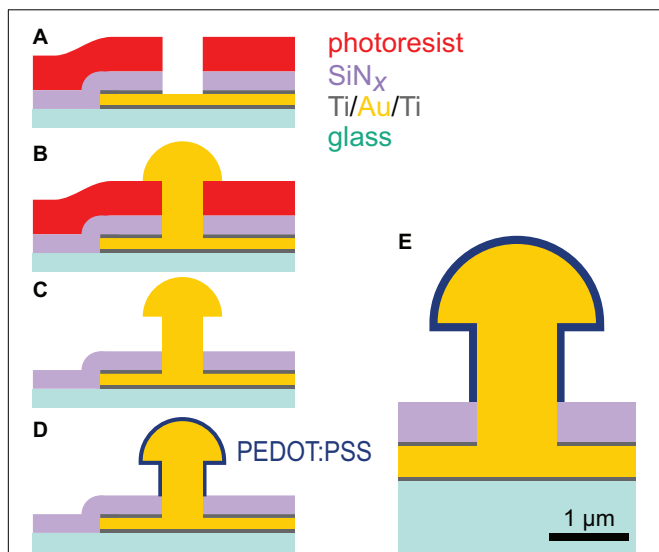 A
photoresist
SiNx
Ti/Au/Ti
glass
B
C
D
PEDOT:PSS
E
1 µm